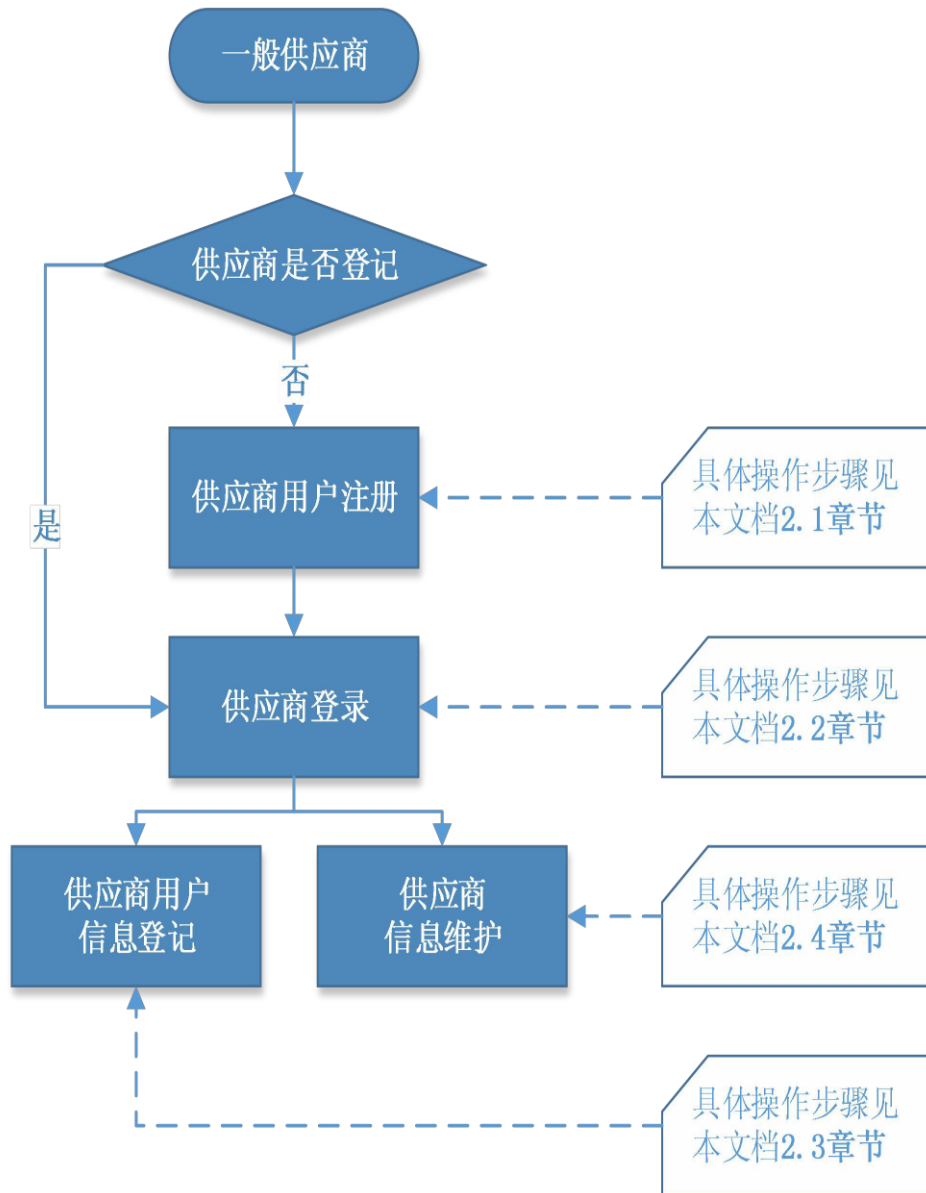 一般供应商
供应商是否登记
否
是
供应商用户注册
具体操作步骤见
本文档2.1章节
供应商登录
具体操作步骤见
本文档2.2章节
供应商用户
信息登记
供应商
信息维护
具体操作步骤见
本文档2.4章节
具体操作步骤见
本文档2.3章节